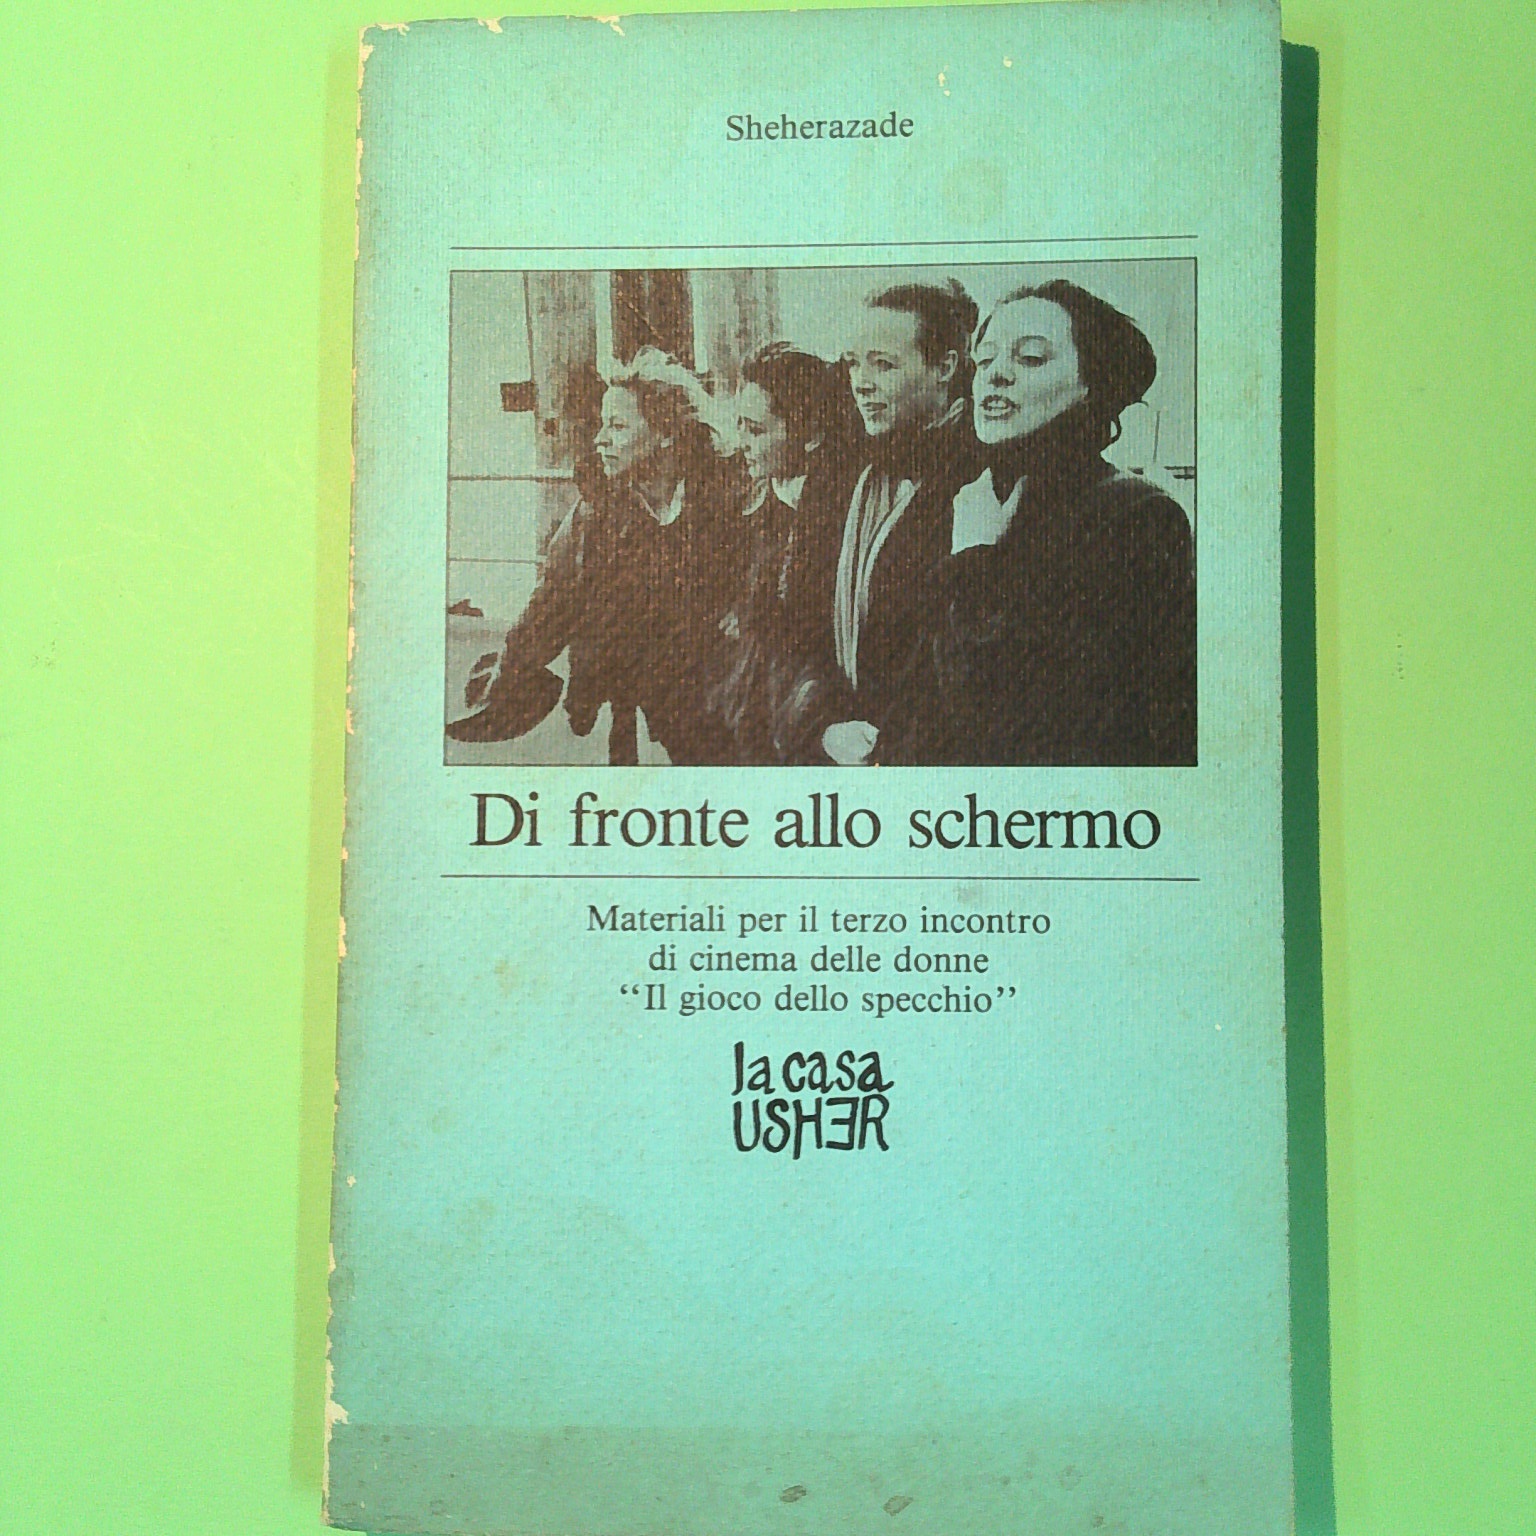 Sheherazade
Di fronte allo schermo
Materiali per il terzo incontro
di cinema delle donne
“Il gioco dello specchio”
la casa
USHER